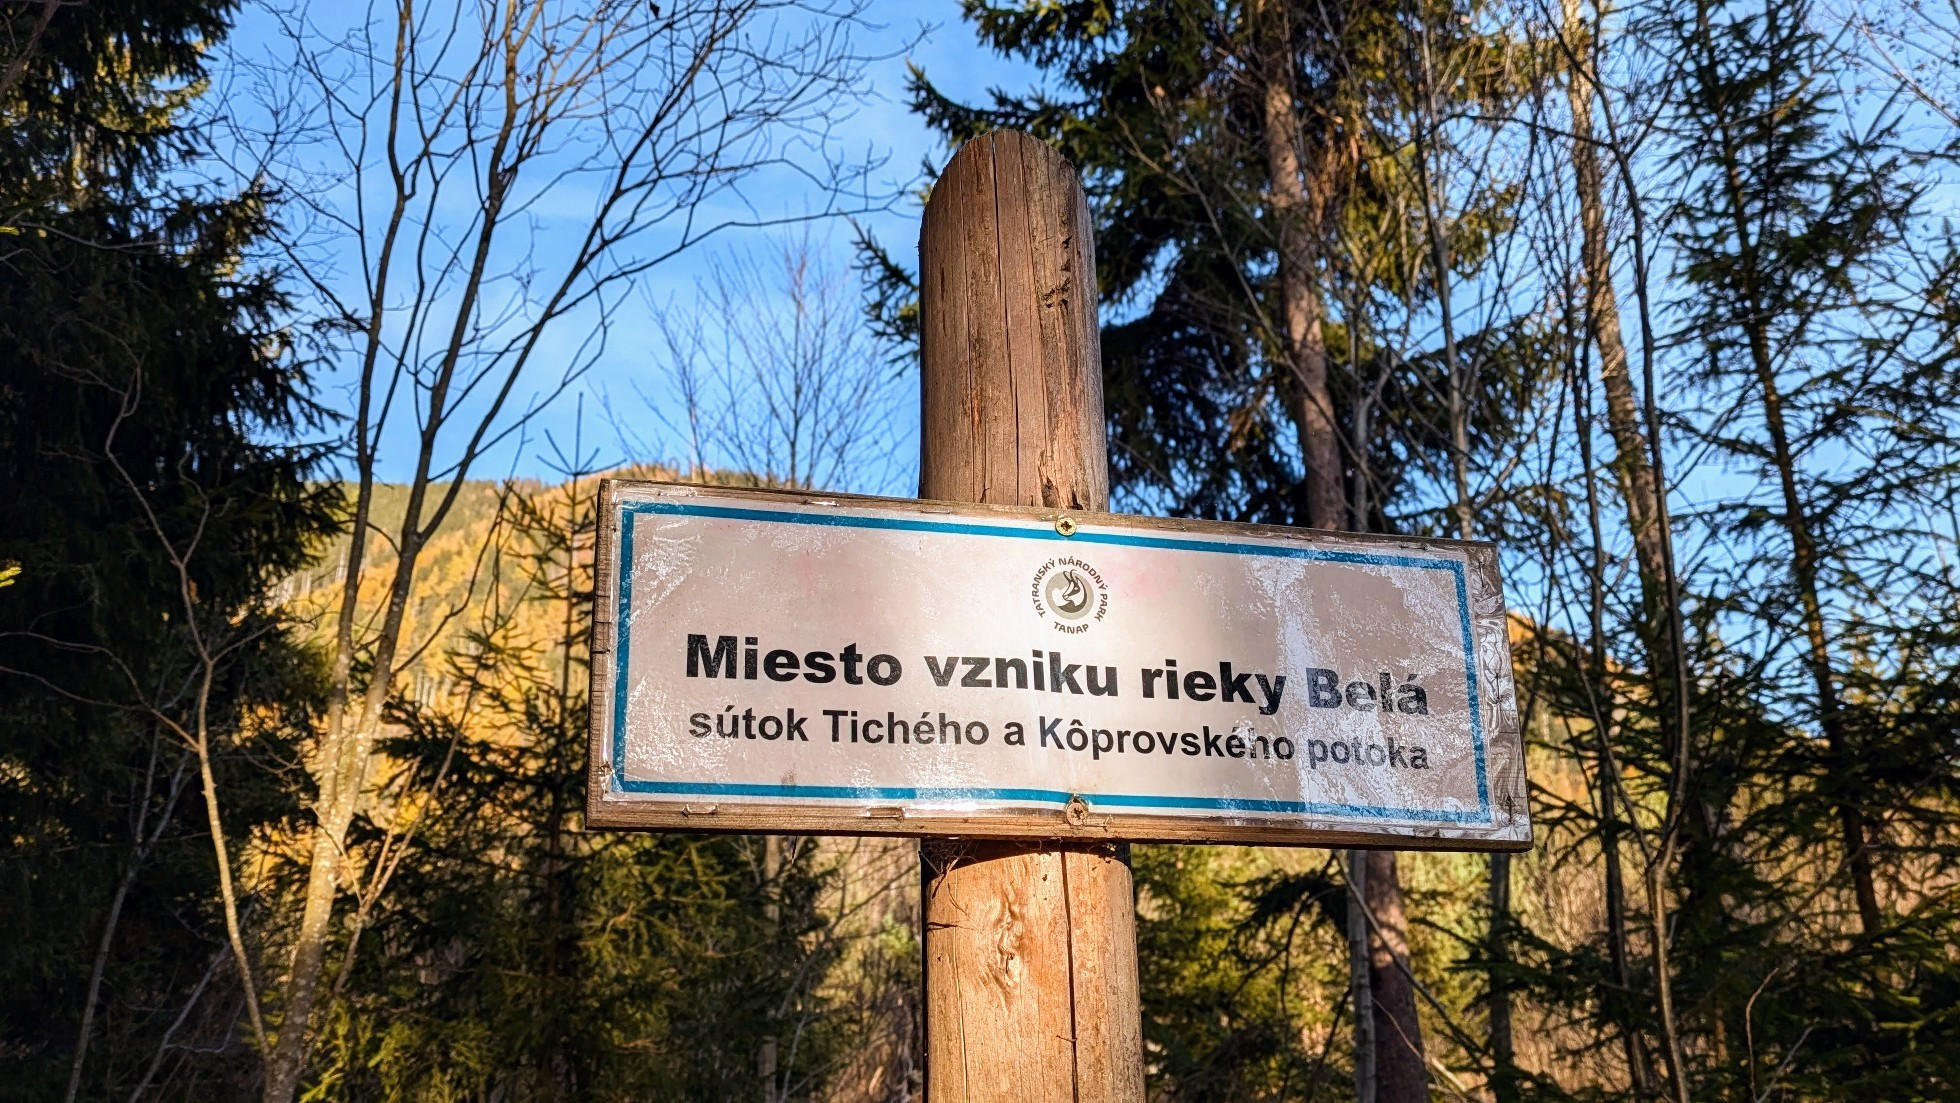 TATRANSKÝ NÁRODNÝ PARK
TANAP
Miesto vzniku rieky Belá
sútok Tichého a Kôprovského potoka